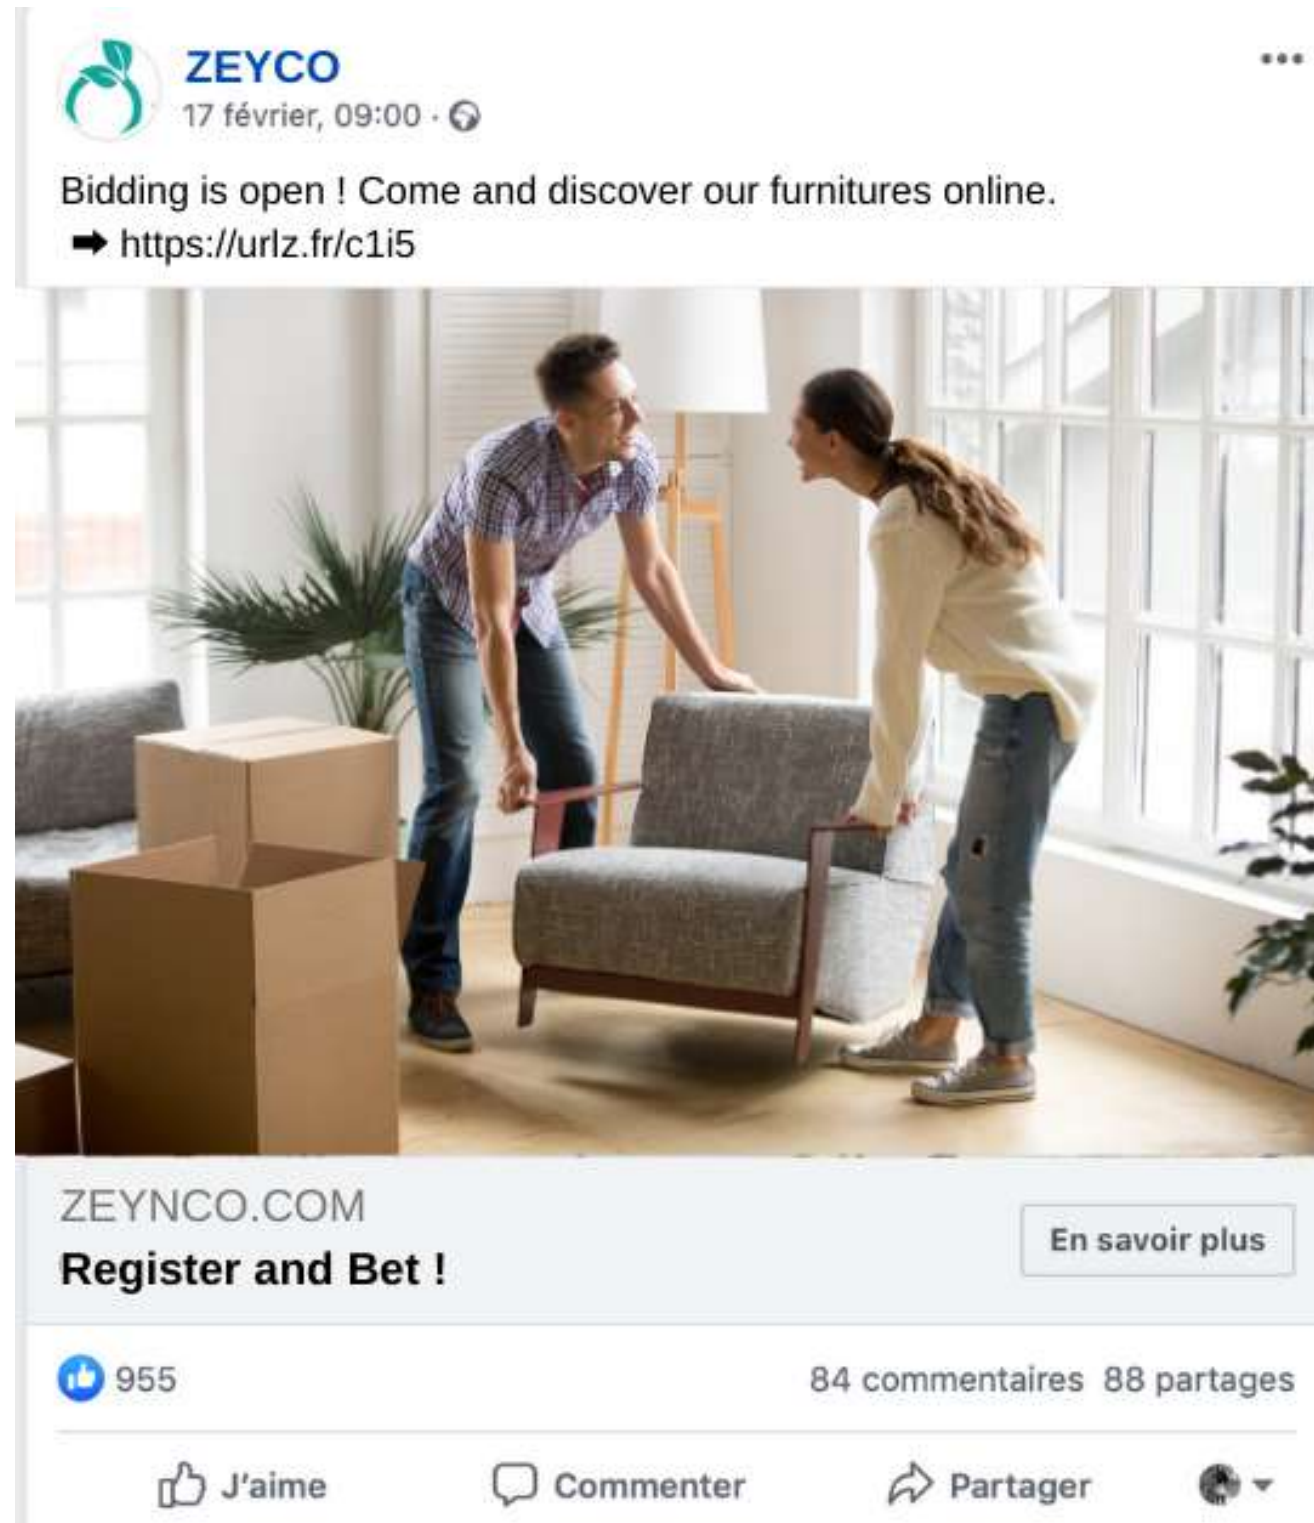 ZEYCO
17 février, 09:00 ·
Bidding is open ! Come and discover our furnitures online.
➡ https://urlz.fr/c1i5
ZEYNCO.COM
Register and Bet !
En savoir plus
955
84 commentaires 88 partages
J'aime
Commenter
Partager